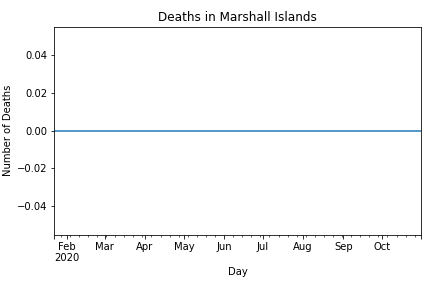 Deaths in Marshall Islands
Number of Deaths
0.04
0.02
0.00
−0.02
−0.04
Feb Mar Apr May Jun Jul Aug Sep Oct
2020
Day